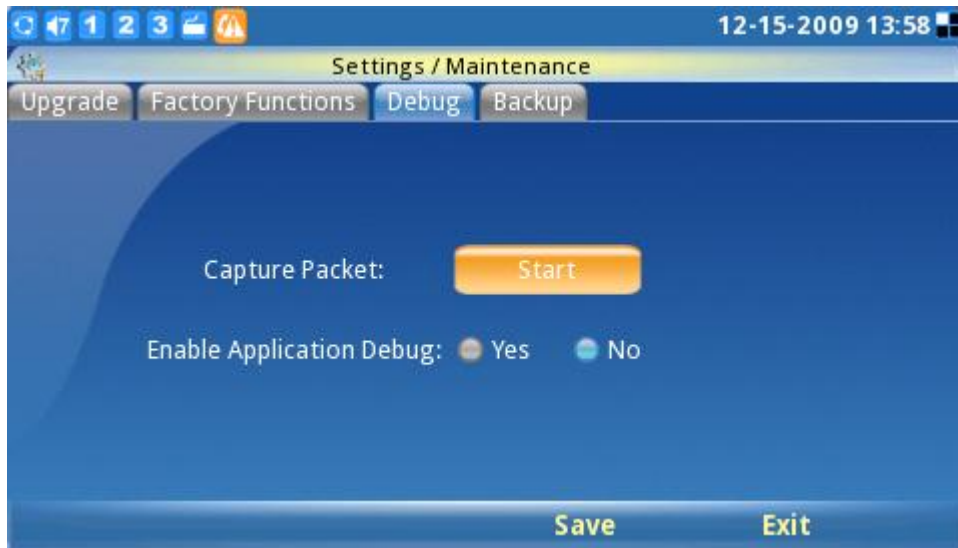 7 1 2 3 12-15-2009 13:58
Settings / Maintenance
Upgrade Factory Functions Debug Backup
Capture Packet: Start
Enable Application Debug: Yes No
Save Exit